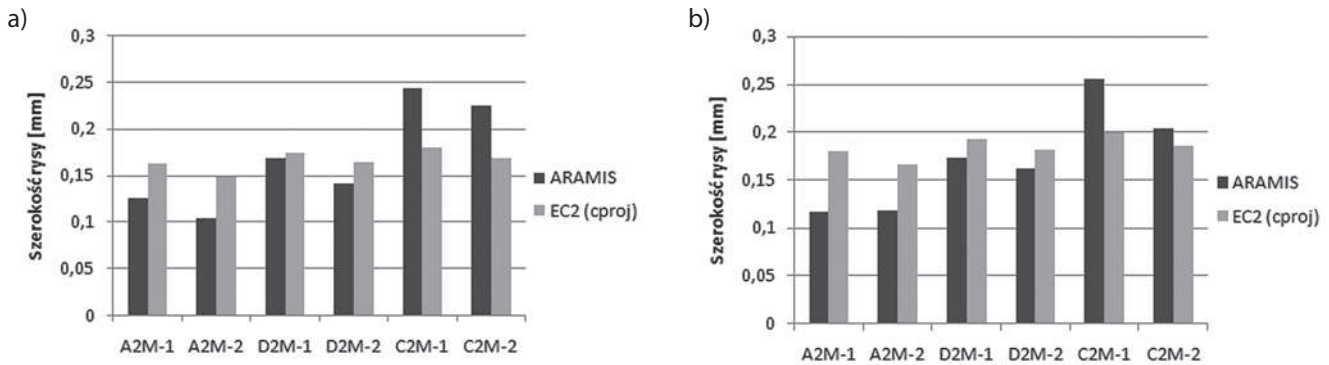 a)
0,3
0,25
0,2
0,15
0,1
0,05
0
Szerokość rysy [mm]
A2M-1 A2M-2 D2M-1 D2M-2 C2M-1 C2M-2
ARAMIS
EC2 (cproj)
b)
0,3
0,25
0,2
0,15
0,1
0,05
0
Szerokość rysy [mm]
A2M-1 A2M-2 D2M-1 D2M-2 C2M-1 C2M-2
ARAMIS
EC2 (cproj)